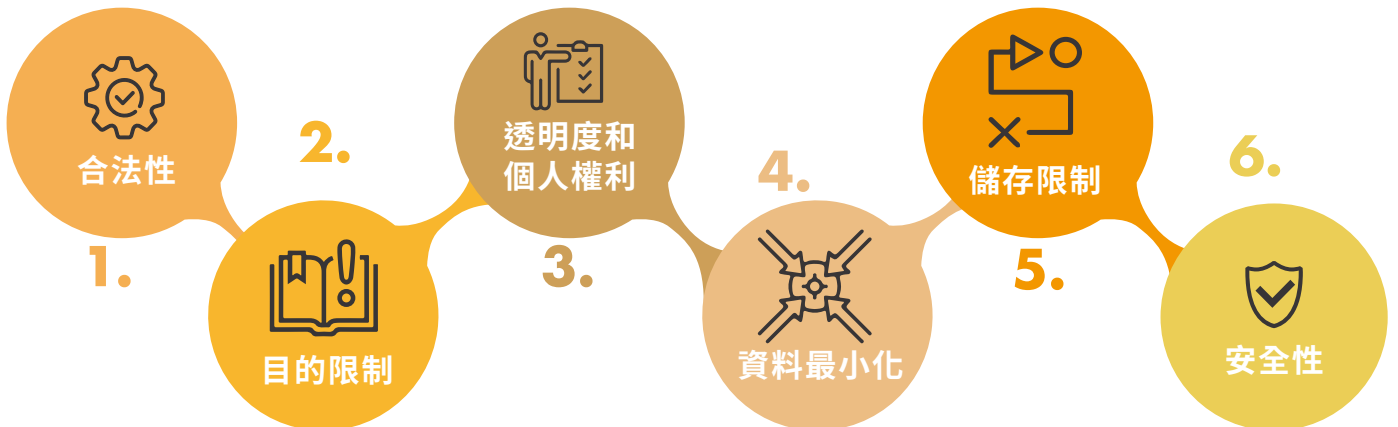 1.
合法性
2.
目的限制
3.
透明度和
個人權利
4.
資料最小化
5.
儲存限制
6.
安全性